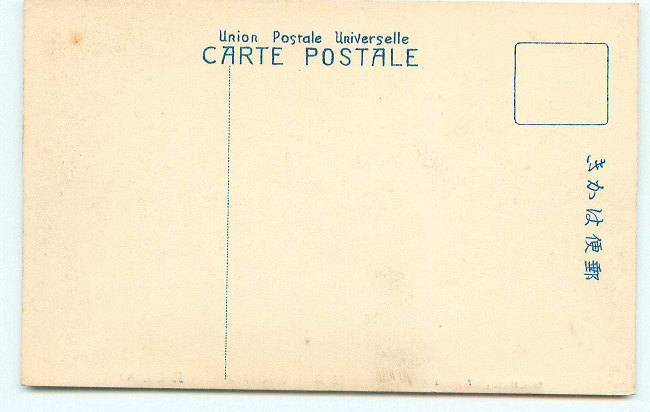 Union Postale Universelle
CARTE POSTALE
郵便はかき